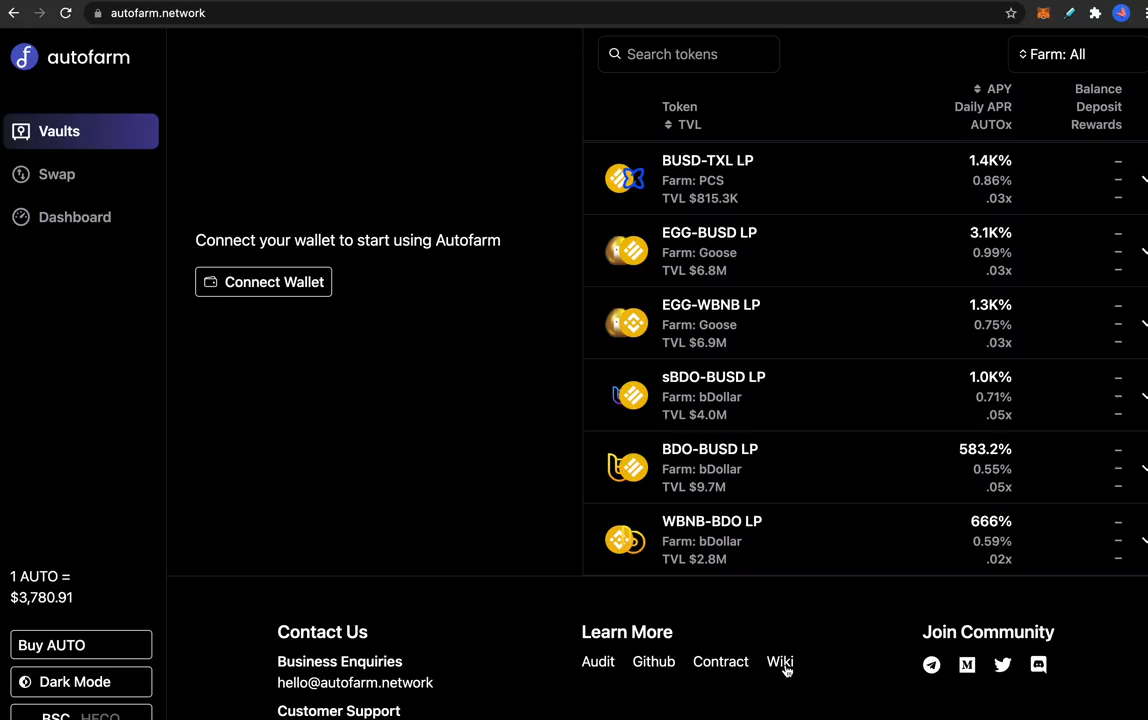 autofarm.network
autofarm
Vaults
Swap
Dashboard
1 AUTO =
$3,780.91
Buy AUTO
Dark Mode
BSC HECO
Connect your wallet to start using Autofarm
Connect Wallet
Search tokens
Farm: All
Token
TVL
APY
Daily APR
AUTOx
Balance
Deposit
Rewards
BUSD-TXL LP 1.4K% –
Farm: PCS 0.86% –
TVL $815.3K .03x –
EGG-BUSD LP 3.1K% –
Farm: Goose 0.99% –
TVL $6.8M .03x –
EGG-WBNB LP 1.3K% –
Farm: Goose 0.75% –
TVL $6.9M .03x –
sBDO-BUSD LP 1.0K% –
Farm: bDollar 0.71% –
TVL $4.0M .05x –
BDO-BUSD LP 583.2% –
Farm: bDollar 0.55% –
TVL $9.7M .05x –
WBNB-BDO LP 666% –
Farm: bDollar 0.59% –
TVL $2.8M .02x –
Contact Us
Business Enquiries
hello@autofarm.network
Customer Support
Learn More
Audit Github Contract Wiki
Join Community